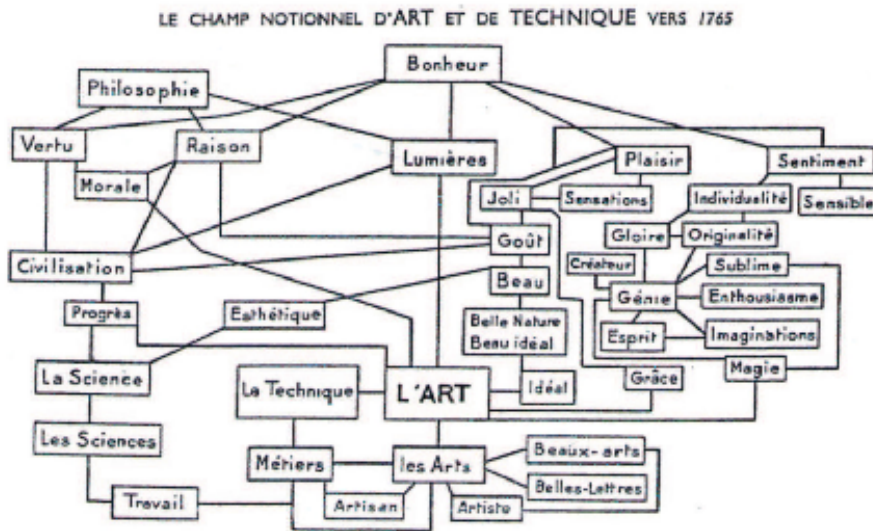 LE CHAMP NOTIONNEL D'ART ET DE TECHNIQUE VERS 1765
Bonheur
Philosophie
Vertu
Raison
Lumières
Plaisir
Sentiment
Morale
Joli
Sensations
Individualité
Sensible
Gloire
Originalité
Goût
Civilisation
Créateur
Sublime
Beau
Génie
Enthousiasme
Progrès
Esthétique
Belle Nature
Beau idéal
Esprit
Imaginations
La Science
La Technique
L'ART
Idéal
Grâce
Magie
Les Sciences
Métiers
les Arts
Beaux-arts
Belles-Lettres
Travail
Artisan
Artiste